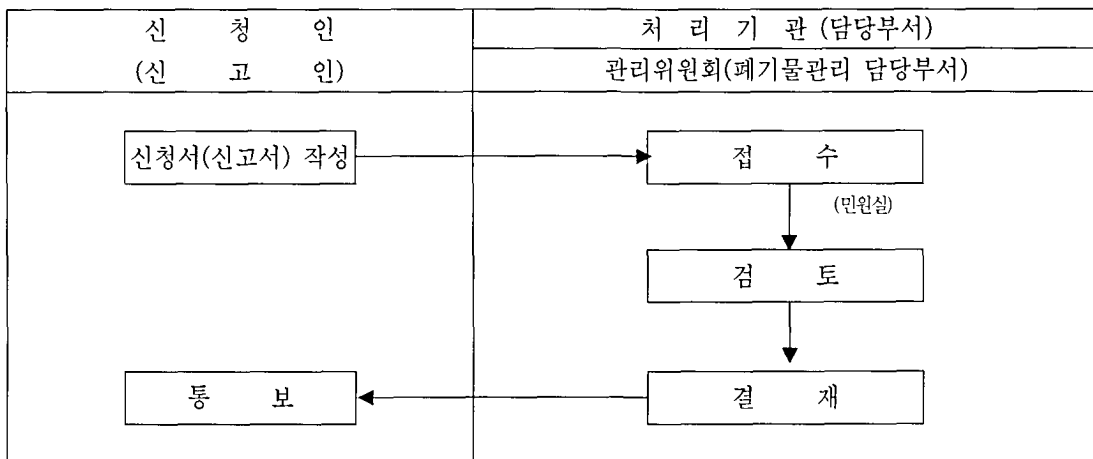 신 청 인
(신 고 인)
처 리 기 관 (담당부서)
관리위원회(폐기물관리 담당부서)
신청서(신고서) 작성
접 수
(민원실)
검 토
통 보
결 재